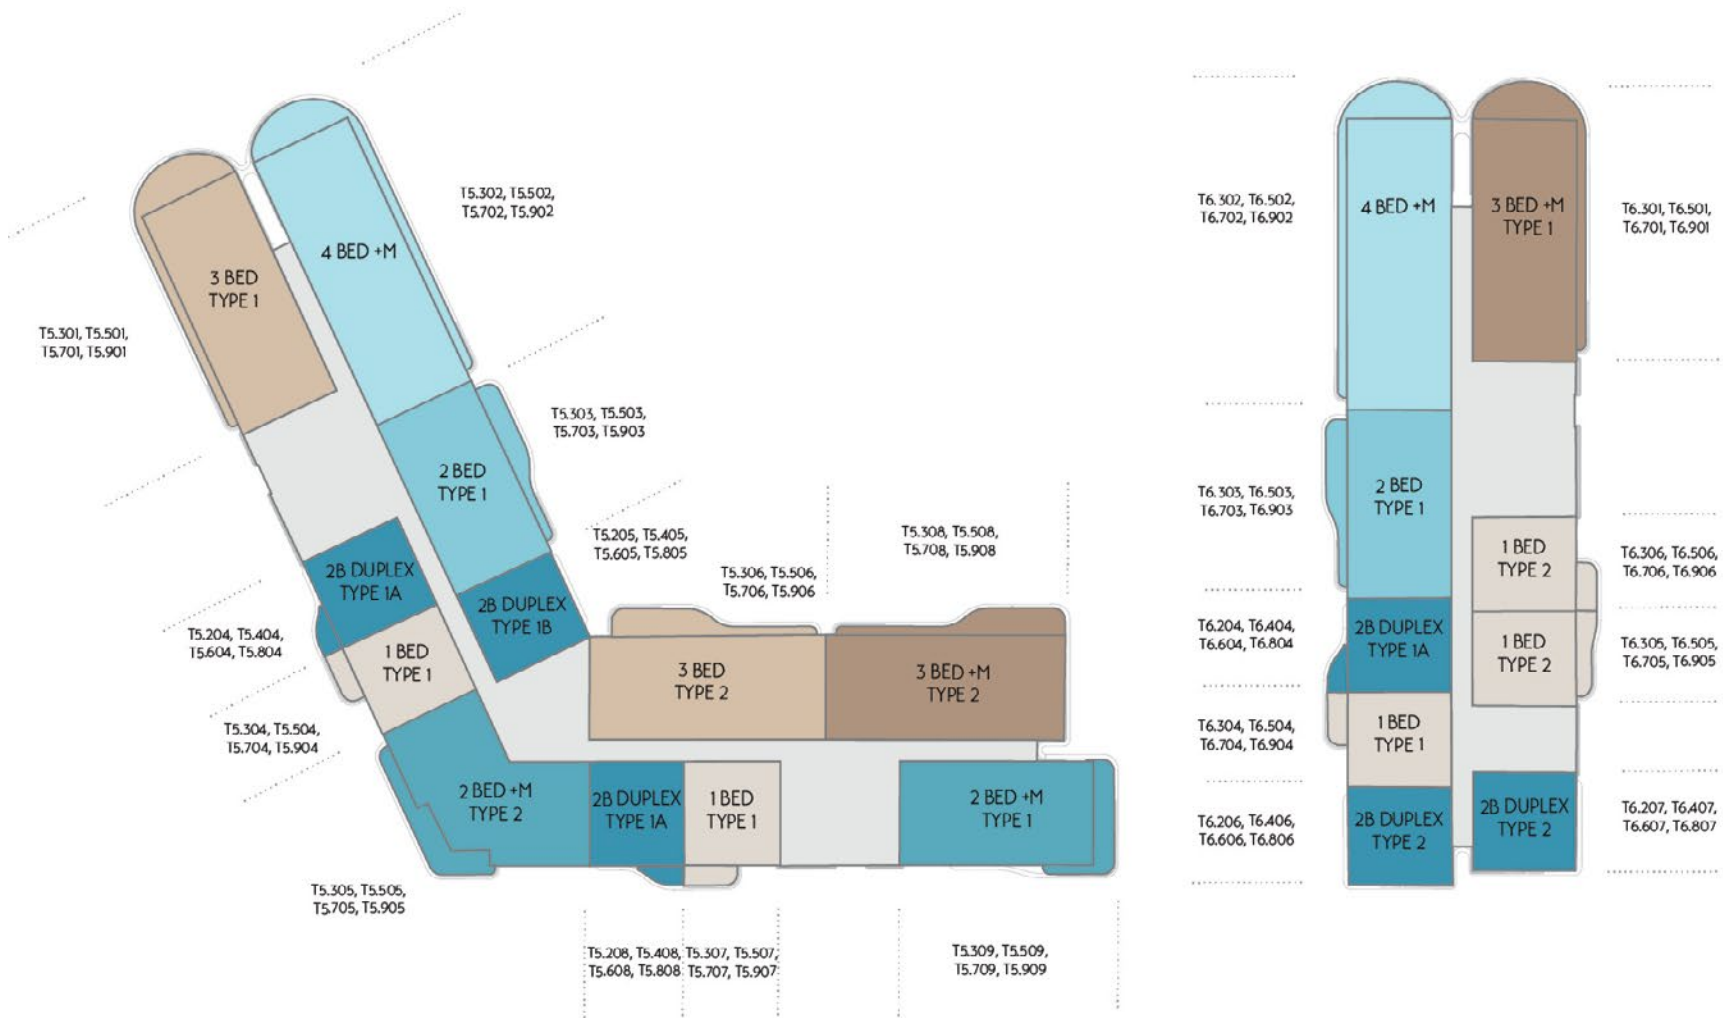 4 BED +M
T5.302, T5.502,
T5.702, T5.902
3 BED
TYPE 1
T5.301, T5.501,
T5.701, T5.901
T5.303, T5.503,
T5.703, T5.903
2 BED
TYPE 1
T5.205, T5.405,
T5.605, T5.805
T5.306, T5.506,
T5.706, T5.906
T5.308, T5.508,
T5.708, T5.908
2B DUPLEX
TYPE 1A
2B DUPLEX
TYPE 1B
T5.204, T5.404,
T5.604, T5.804
1 BED
TYPE 1
3 BED
TYPE 2
3 BED +M
TYPE 2
T5.304, T5.504,
T5.704, T5.904
2 BED +M
TYPE 2
2B DUPLEX
TYPE 1A
1 BED
TYPE 1
2 BED +M
TYPE 1
T5.305, T5.505,
T5.705, T5.905
T5.208, T5.408,
T5.608, T5.808
T5.307, T5.507,
T5.707, T5.907
T5.309, T5.509,
T5.709, T5.909
T6.302, T6.502,
T6.702, T6.902
4 BED +M
3 BED +M
TYPE 1
T6.301, T6.501,
T6.701, T6.901
T6.303, T6.503,
T6.703, T6.903
2 BED
TYPE 1
1 BED
TYPE 2
T6.306, T6.506,
T6.706, T6.906
T6.204, T6.404,
T6.604, T6.804
2B DUPLEX
TYPE 1A
1 BED
TYPE 2
T6.305, T6.505,
T6.705, T6.905
T6.304, T6.504,
T6.704, T6.904
1 BED
TYPE 1
T6.206, T6.406,
T6.606, T6.806
2B DUPLEX
TYPE 2
2B DUPLEX
TYPE 2
T6.207, T6.407,
T6.607, T6.807